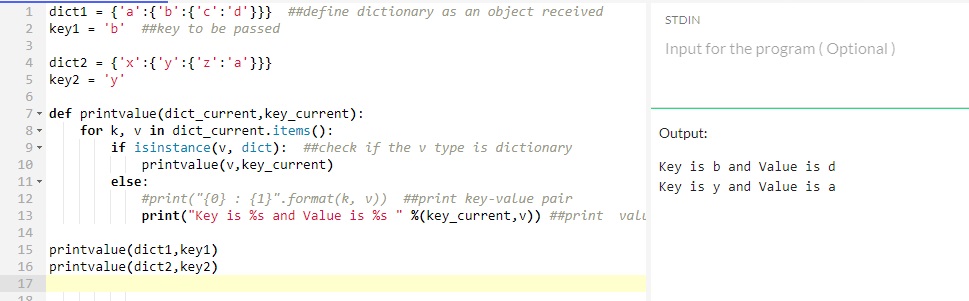 1 dict1 = {'a':{'b':{'c':'d'}}} ##define dictionary as an object received
2 key1 = 'b' ##key to be passed
3
4 dict2 = {'x':{'y':{'z':'a'}}}
5 key2 = 'y'
6
7 def printvalue(dict_current,key_current):
8 for k, v in dict_current.items():
9 if isinstance(v, dict): ##check if the v type is dictionary
10 printvalue(v,key_current)
11 else:
12 #print("{0} : {1}".format(k, v)) ##print key-value pair
13 print("Key is %s and Value is %s " %(key_current,v)) ##print valu
14
15 printvalue(dict1,key1)
16 printvalue(dict2,key2)
17
18
STDIN
Input for the program ( Optional )
Output:
Key is b and Value is d
Key is y and Value is a